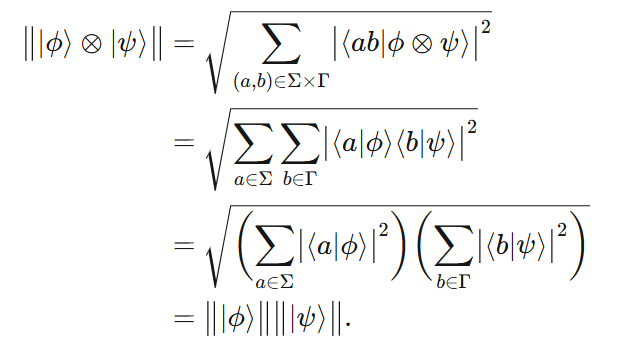 ‖|ϕ⟩ ⊗ |ψ⟩‖ = √( ∑_{(a,b)∈Σ×Γ} |⟨ab|ϕ ⊗ ψ⟩|² )
= √( ∑_{a∈Σ} ∑_{b∈Γ} |⟨a|ϕ⟩⟨b|ψ⟩|² )
= √( ( ∑_{a∈Σ} |⟨a|ϕ⟩|² ) ( ∑_{b∈Γ} |⟨b|ψ⟩|² ) )
= ‖|ϕ⟩‖‖|ψ⟩‖.